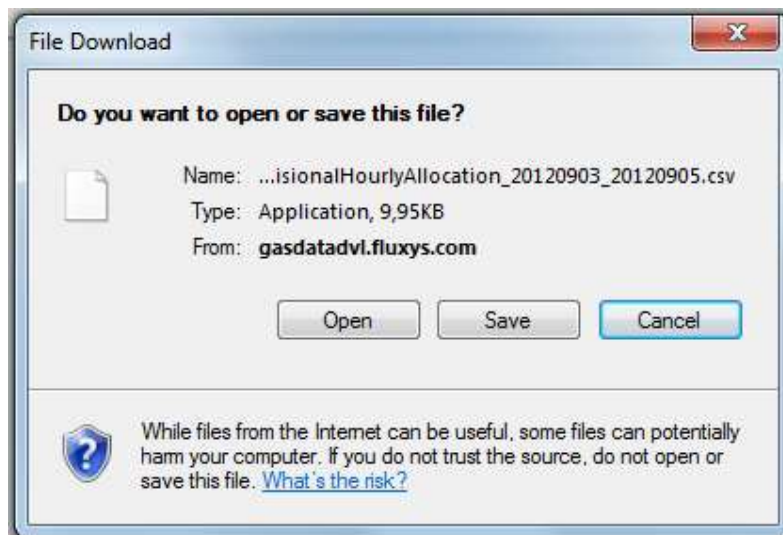 File Download
Do you want to open or save this file?
Name: ...isionalHourlyAllocation_20120903_20120905.csv
Type: Application, 9,95KB
From: gasdatadvl.fluxys.com
Open Save Cancel
While files from the Internet can be useful, some files can potentially
harm your computer. If you do not trust the source, do not open or
save this file. What's the risk?